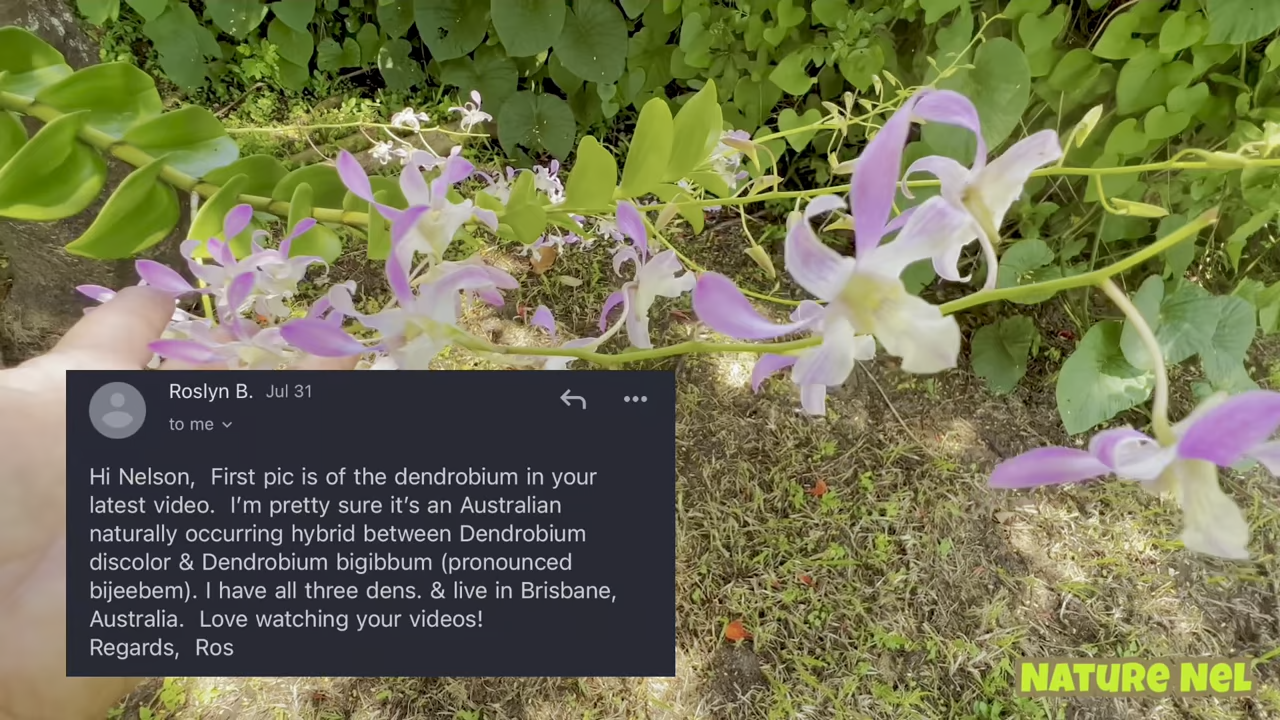 Roslyn B. Jul 31
to me
Hi Nelson,  First pic is of the dendrobium in your
latest video.  I'm pretty sure it's an Australian
naturally occurring hybrid between Dendrobium
discolor & Dendrobium bigibbum (pronounced
bijeebem). I have all three dens. & live in Brisbane,
Australia.  Love watching your videos!
Regards,  Ros
NATURE NEL